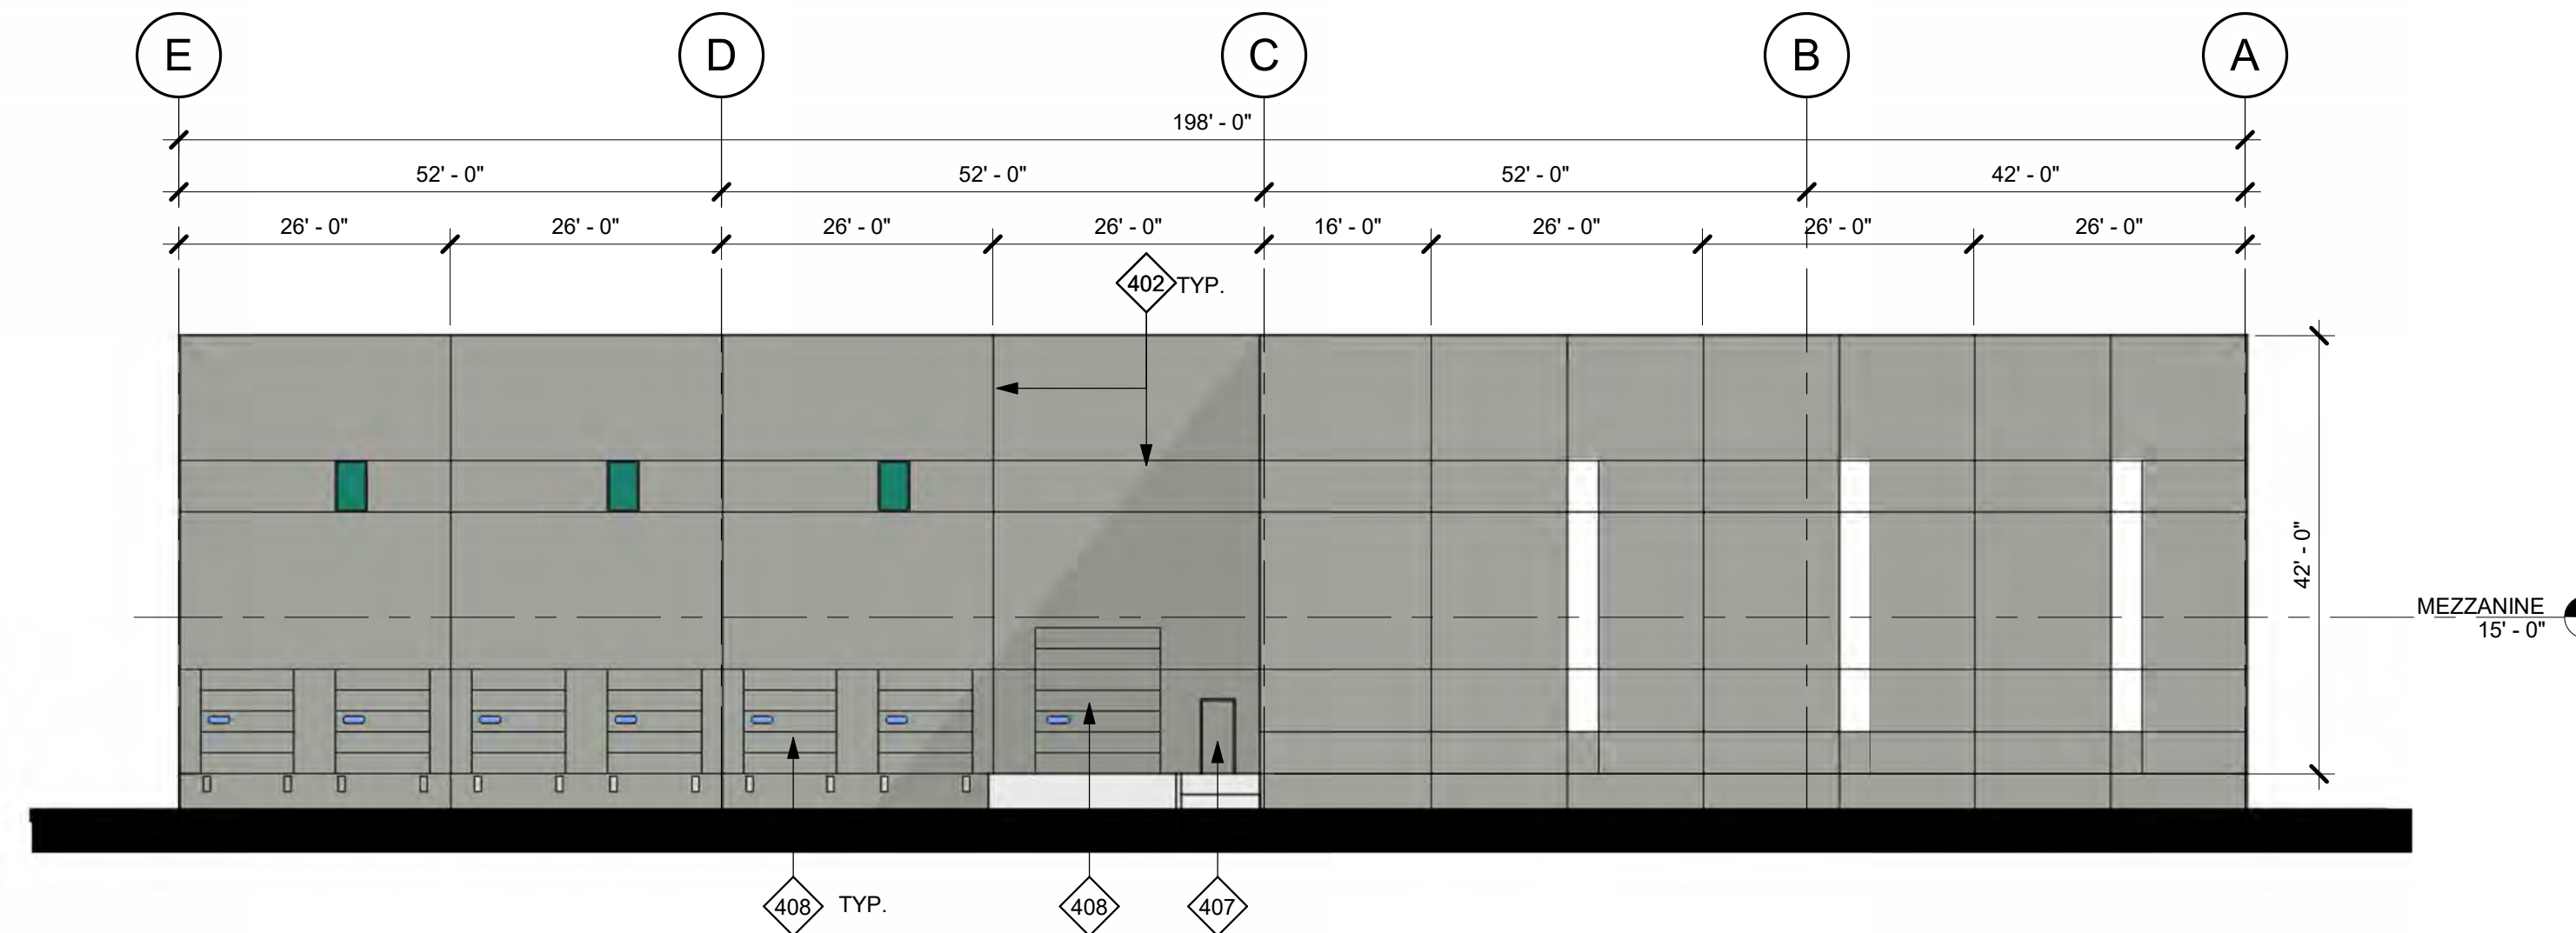 E D C B A
198' - 0"
52' - 0" 52' - 0" 52' - 0" 42' - 0"
26' - 0" 26' - 0" 26' - 0" 26' - 0" 16' - 0" 26' - 0" 26' - 0" 26' - 0"
402 TYP.
42' - 0"
MEZZANINE
15' - 0"
408 TYP. 408 407